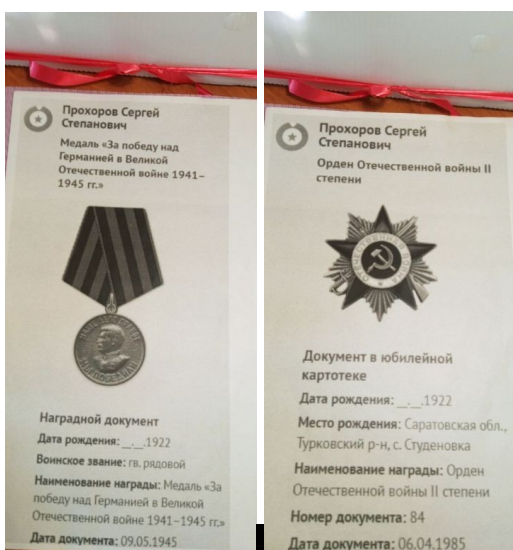 Прохоров Сергей
Степанович
Медаль «За победу над
Германией в Великой
Отечественной войне 1941–
1945 гг.»
Наградной документ
Дата рождения: __.__.1922
Воинское звание: гв. рядовой
Наименование награды: Медаль «За
победу над Германией в Великой
Отечественной войне 1941–1945 гг.»
Дата документа: 09.05.1945
Прохоров Сергей
Степанович
Орден Отечественной войны II
степени
ОТЕЧЕСТВЕННАЯ ВОЙНА
Документ в юбилейной
картотеке
Дата рождения: __.__.1922
Место рождения: Саратовская обл.,
Турковский р-н, с. Студеновка
Наименование награды: Орден
Отечественной войны II степени
Номер документа: 84
Дата документа: 06.04.1985